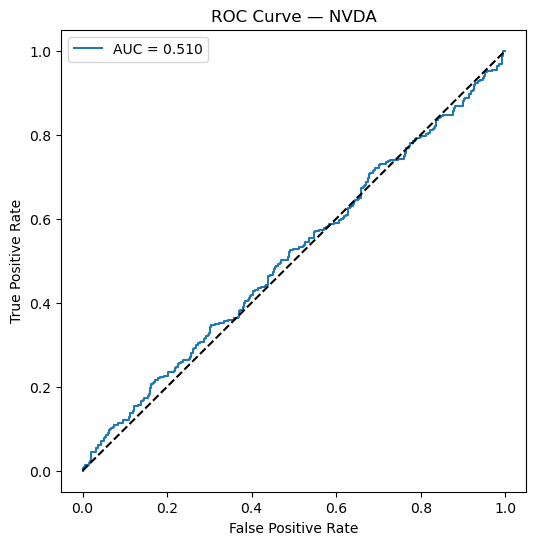 ROC Curve — NVDA
AUC = 0.510
True Positive Rate
1.0
0.8
0.6
0.4
0.2
0.0
0.0 0.2 0.4 0.6 0.8 1.0
False Positive Rate